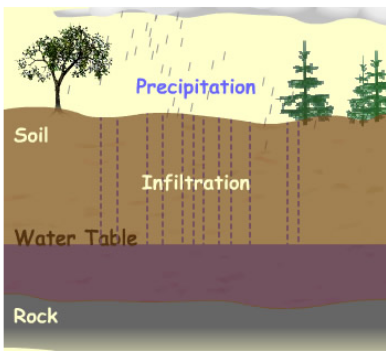 Precipitation
Soil
Infiltration
Water Table
Rock